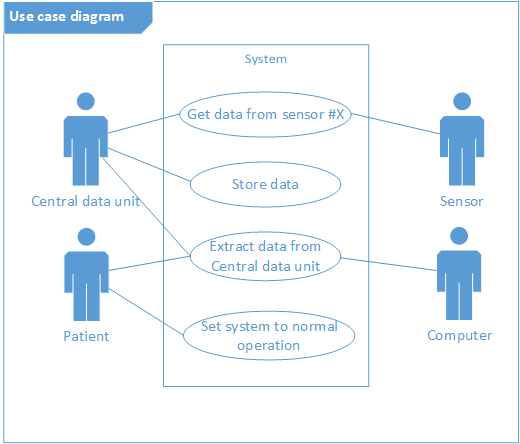 Use case diagram
System
Get data from sensor #X
Central data unit
Store data
Sensor
Extract data from
Central data unit
Patient
Set system to normal
operation
Computer